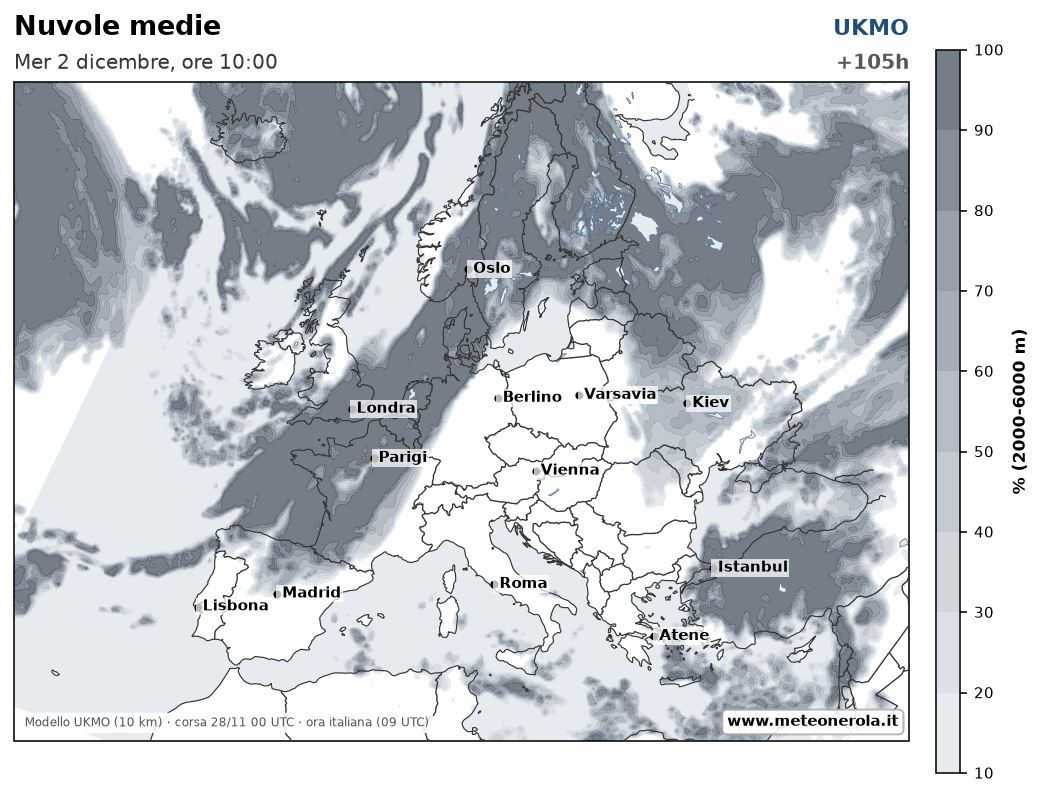 Nuvole medie
UKMO
Mer 2 dicembre, ore 10:00
+105h
100
90
80
70
60
50
40
30
20
10
% (2000-6000 m)
Oslo
Londra
Berlino
Varsavia
Kiev
Parigi
Vienna
Istanbul
Roma
Madrid
Lisbona
Atene
Modello UKMO (10 km) · corsa 28/11 00 UTC · ora italiana (09 UTC)
www.meteonerola.it